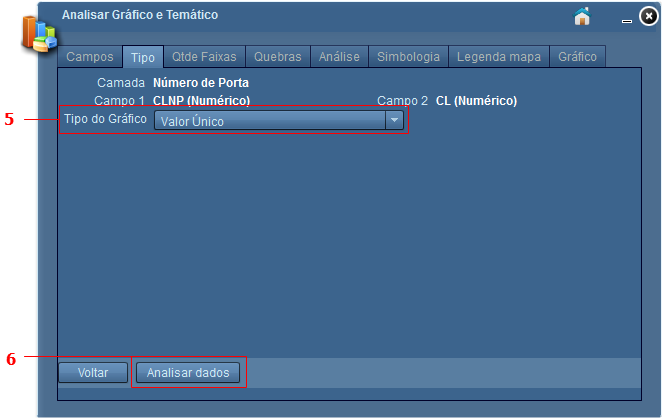 Analisar Gráfico e Temático
Campos Tipo Qtde Faixas Quebras Análise Simbologia Legenda mapa Gráfico
Camada Número de Porta
Campo 1 CLNP (Numérico) Campo 2 CL (Numérico)
5 Tipo do Gráfico Valor Único
6
Voltar Analisar dados